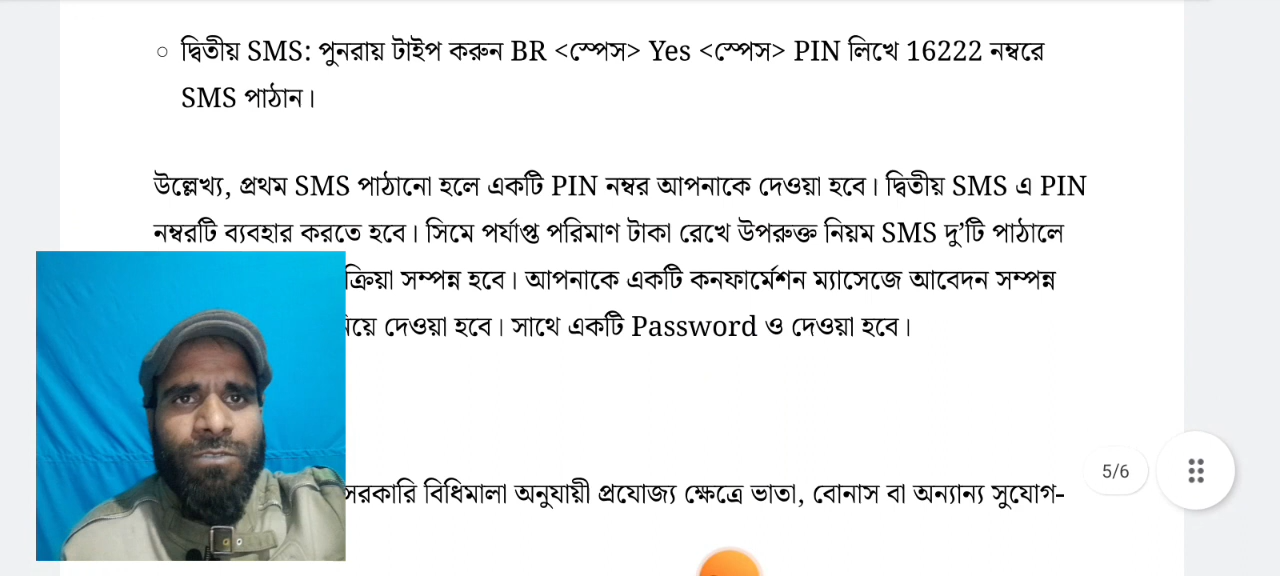 দ্বিতীয় SMS: পুনরায় টাইপ করুন BR <স্পেস> Yes <স্পেস> PIN লিখে 16222 নম্বরে
SMS পাঠান।
উল্লেখ্য, প্রথম SMS পাঠানো হলে একটি PIN নম্বর আপনাকে দেওয়া হবে। দ্বিতীয় SMS এ PIN
নম্বরটি ব্যবহার করতে হবে। সিমে পর্যাপ্ত পরিমাণ টাকা রেখে উপরুক্ত নিয়ম SMS দু’টি পাঠালে
ক্রিয়া সম্পন্ন হবে। আপনাকে একটি কনফার্মেশন ম্যাসেজে আবেদন সম্পন্ন
দেওয়া হবে। সাথে একটি Password ও দেওয়া হবে।
সরকারি বিধিমালা অনুযায়ী প্রযোজ্য ক্ষেত্রে ভাতা, বোনাস বা অন্যান্য সুযোগ-
5/6